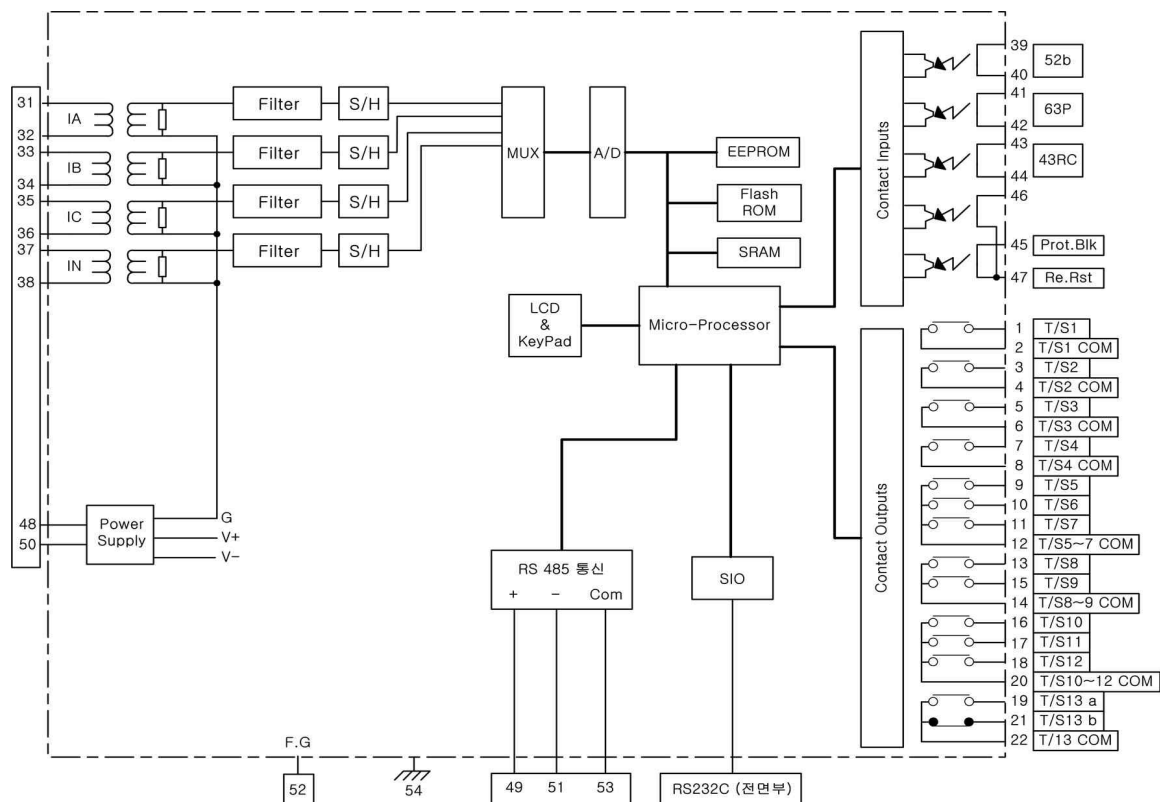 31
IA
32
33
IB
34
35
IC
36
37
IN
38
48
50
Filter
S/H
Filter
S/H
Filter
S/H
Filter
S/H
MUX
A/D
EEPROM
Flash
ROM
SRAM
LCD
&
KeyPad
Micro-Processor
Power
Supply
G
V+
V-
RS 485 통신
+ - Com
SIO
F.G
52
54
49 51 53
RS232C (전면부)
Contact Inputs
39
40
52b
41
42
63P
43
44
43RC
46
45 Prot.Blk
47 Re.Rst
Contact Outputs
1 T/S1
2 T/S1 COM
3 T/S2
4 T/S2 COM
5 T/S3
6 T/S3 COM
7 T/S4
8 T/S4 COM
9 T/S5
10 T/S6
11 T/S7
12 T/S5~7 COM
13 T/S8
15 T/S9
14 T/S8~9 COM
16 T/S10
17 T/S11
18 T/S12
20 T/S10~12 COM
19 T/S13 a
21 T/S13 b
22 T/13 COM